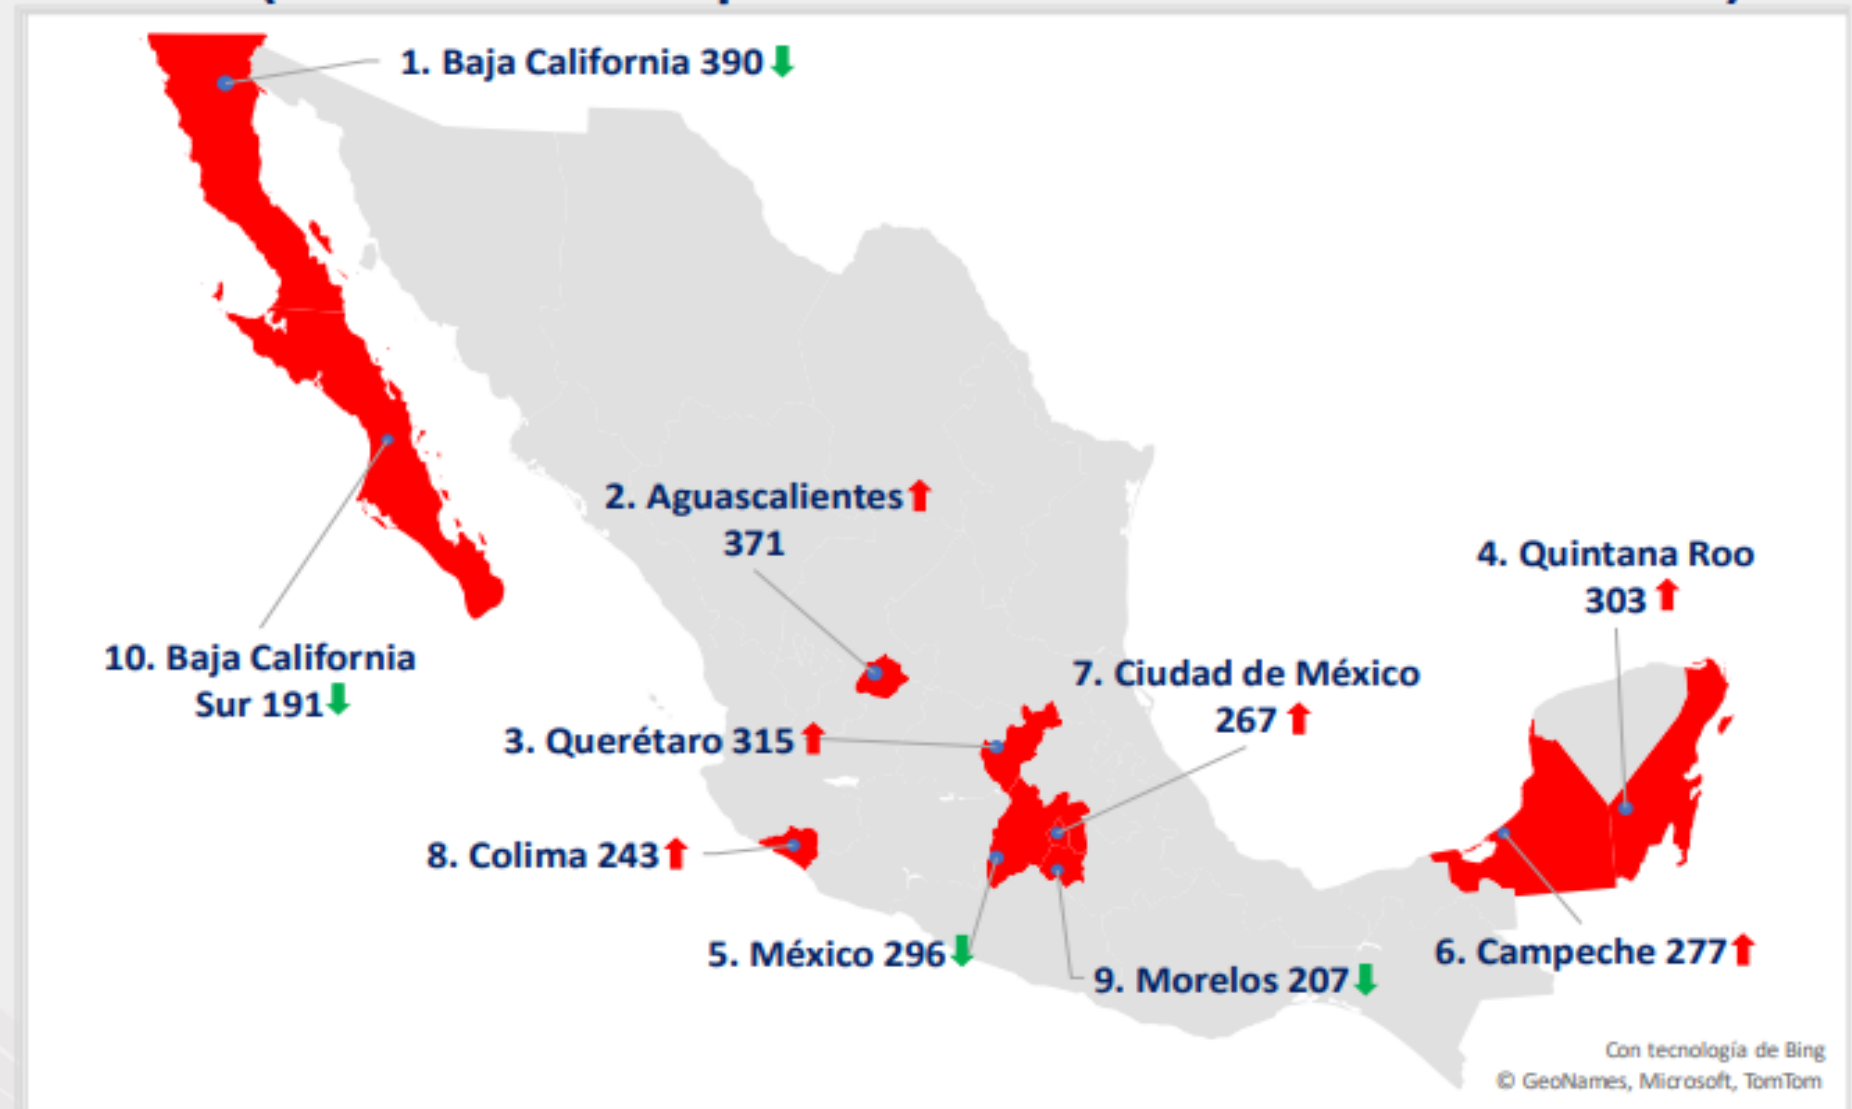 1. Baja California 390
2. Aguascalientes
371
4. Quintana Roo
303
10. Baja California
Sur 191
7. Ciudad de México
267
3. Querétaro 315
8. Colima 243
5. México 296
9. Morelos 207
6. Campeche 277
Con tecnología de Bing
© GeoNames, Microsoft, TomTom